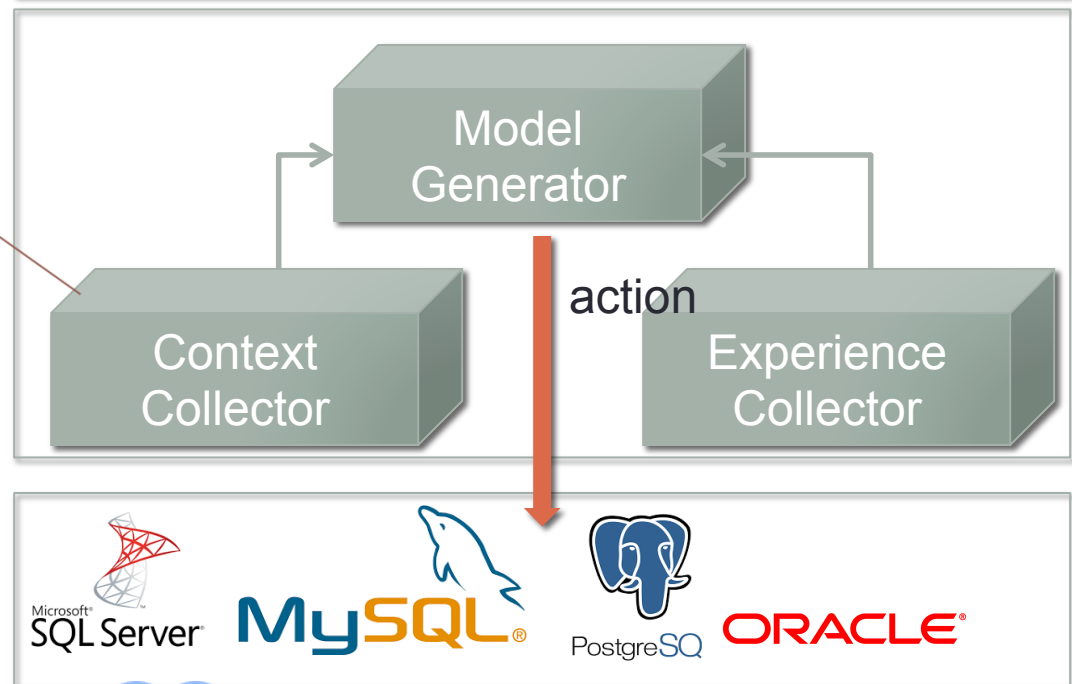 Model
Generator
action
Context
Collector
Experience
Collector
Microsoft®
SQL Server®
MySQL®
PostgreSQ
ORACLE®